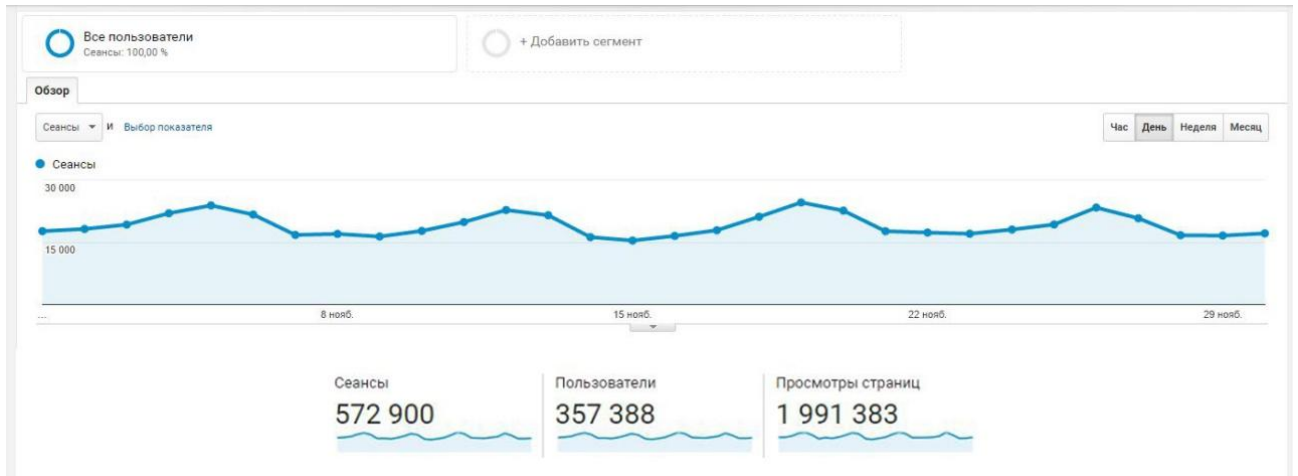 Все пользователи
Сеансы: 100,00 %
+ Добавить сегмент
Обзор
Сеансы И Выбор показателя
Час День Неделя Месяц
Сеансы
30 000
15 000
... 8 нояб. 15 нояб. 22 нояб. 29 нояб.
Сеансы Пользователи Просмотры страниц
572 900 357 388 1 991 383